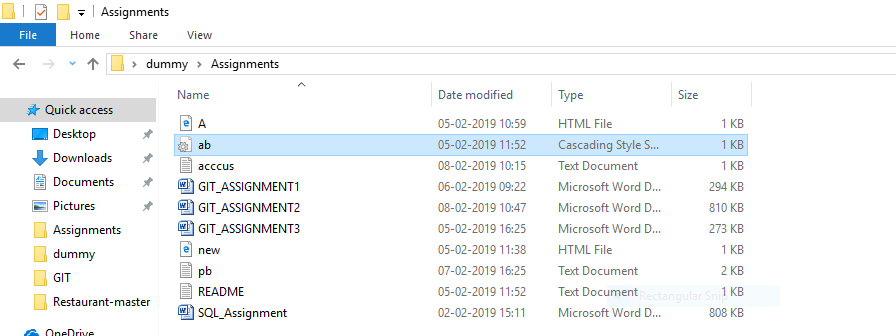 Assignments
File Home Share View
dummy Assignments
Name Date modified Type Size
Quick access
Desktop
Downloads
Documents
Pictures
Assignments
dummy
GIT
Restaurant-master
OneDrive
A 05-02-2019 10:59 HTML File 1 KB
ab 05-02-2019 11:52 Cascading Style S... 1 KB
acccus 08-02-2019 10:15 Text Document 1 KB
GIT_ASSIGNMENT1 06-02-2019 09:22 Microsoft Word D... 294 KB
GIT_ASSIGNMENT2 08-02-2019 10:47 Microsoft Word D... 810 KB
GIT_ASSIGNMENT3 05-02-2019 16:25 Microsoft Word D... 273 KB
new 05-02-2019 11:38 HTML File 1 KB
pb 07-02-2019 16:25 Text Document 2 KB
README 05-02-2019 11:52 Text Document 1 KB
Rectangular Snip
SQL_Assignment 02-02-2019 15:11 Microsoft Word D... 808 KB